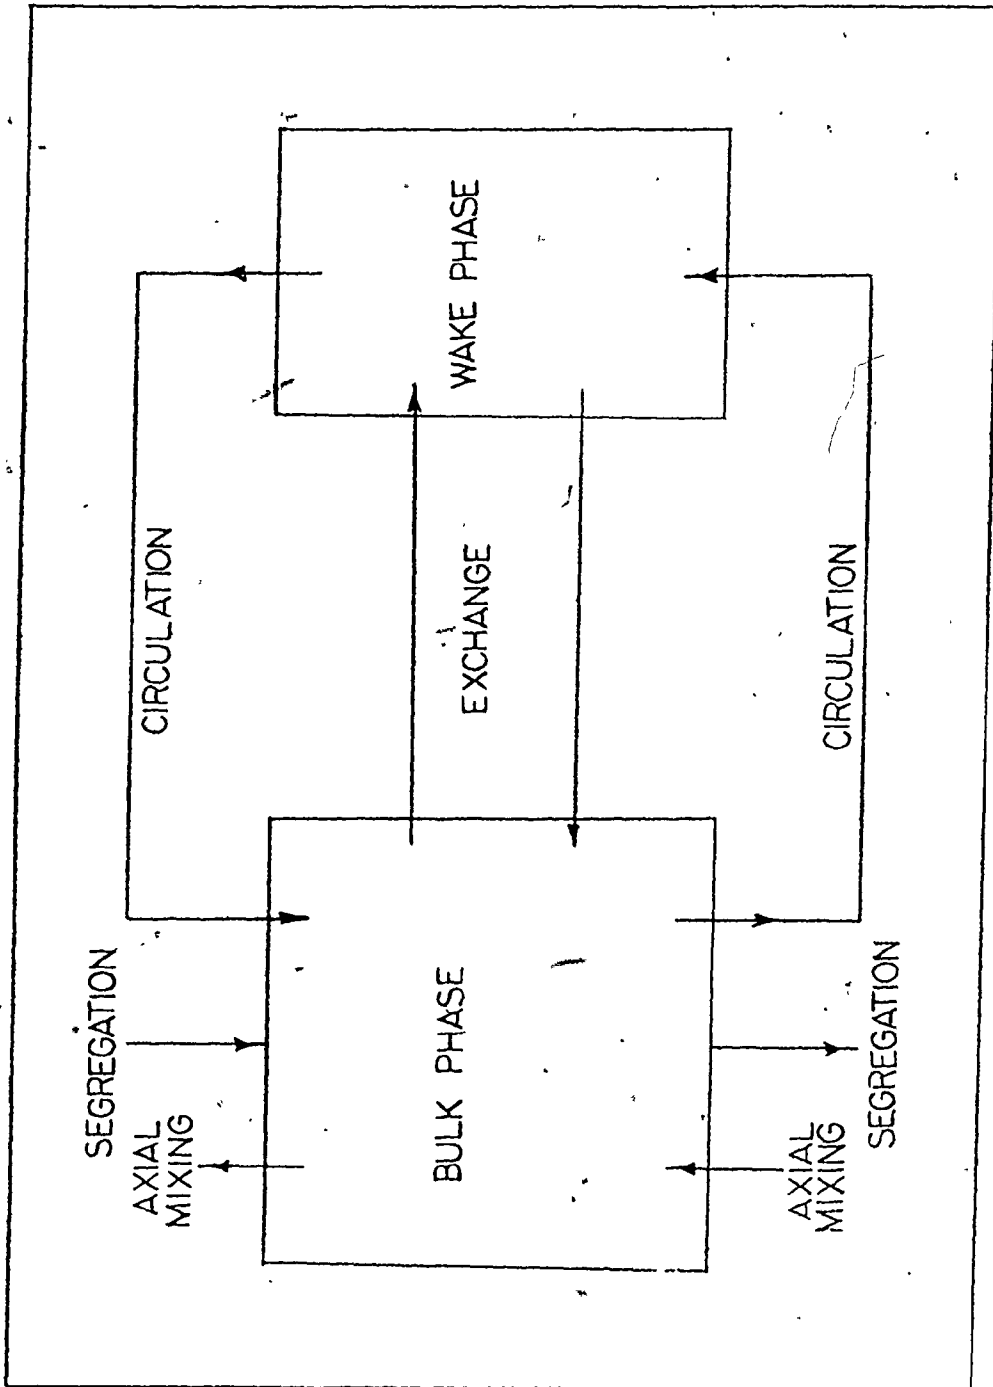 SEGREGATION
AXIAL
MIXING
CIRCULATION
BULK PHASE
EXCHANGE
WAKE PHASE
AXIAL
MIXING
CIRCULATION
SEGREGATION